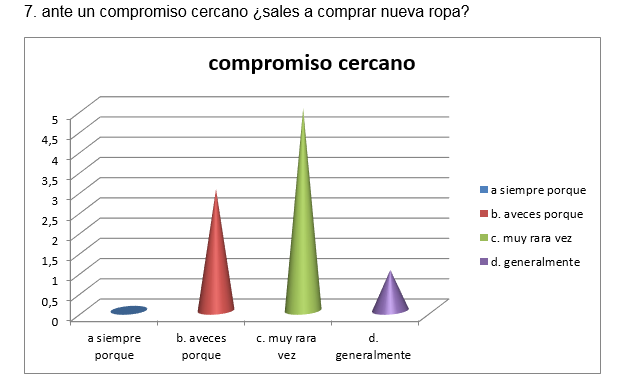 7. ante un compromiso cercano ¿sales a comprar nueva ropa?
compromiso cercano
5
4,5
4
3,5
3
2,5
2
1,5
1
0,5
0
a siempre porque
b. aveces porque
c. muy rara vez
d. generalmente
a siempre porque
b. aveces porque
c. muy rara vez
d. generalmente